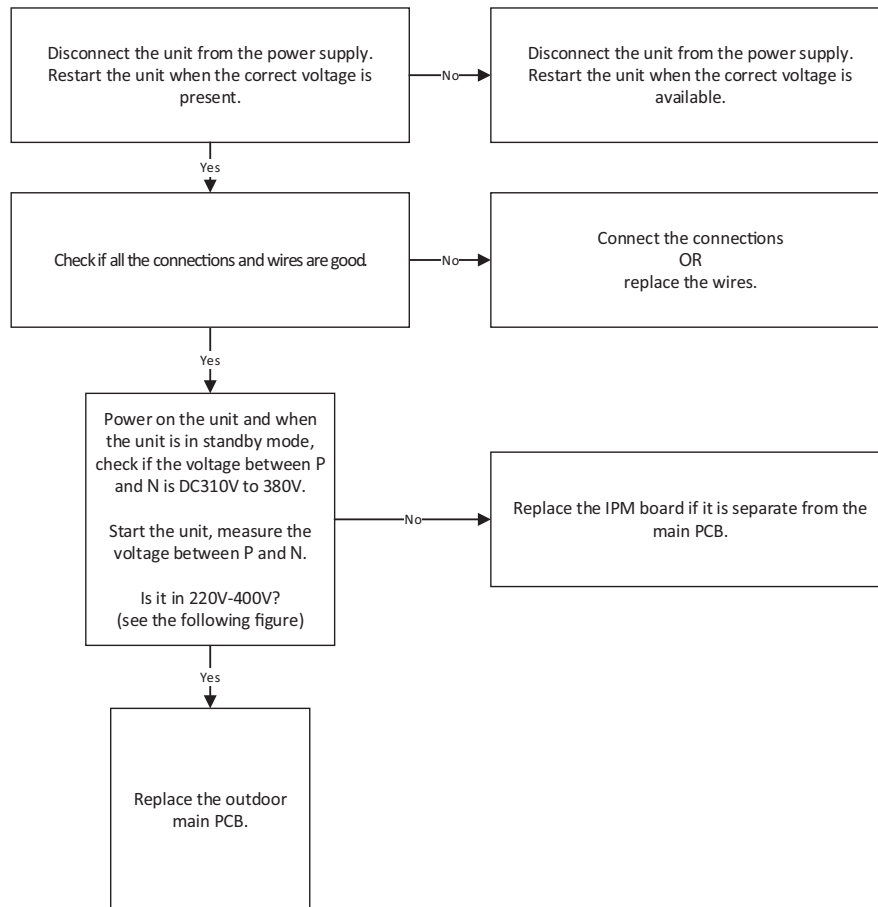 Disconnect the unit from the power supply.
Restart the unit when the correct voltage is
present.
No
Disconnect the unit from the power supply.
Restart the unit when the correct voltage is
available.
Yes
Check if all the connections and wires are good.
No
Connect the connections
OR
replace the wires.
Yes
Power on the unit and when
the unit is in standby mode,
check if the voltage between P
and N is DC310V to 380V.
Start the unit, measure the
voltage between P and N.
Is it in 220V-400V?
(see the following figure)
No
Replace the IPM board if it is separate from the
main PCB.
Yes
Replace the outdoor
main PCB.